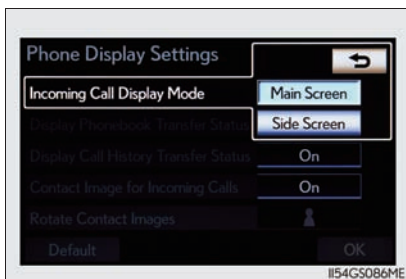 Phone Display Settings
Incoming Call Display Mode
Main Screen
Side Screen
Display Phonebook Transfer Status
Display Call History Transfer Status
On
Contact Image for Incoming Calls
On
Rotate Contact Images
Default
OK
II54GS086ME